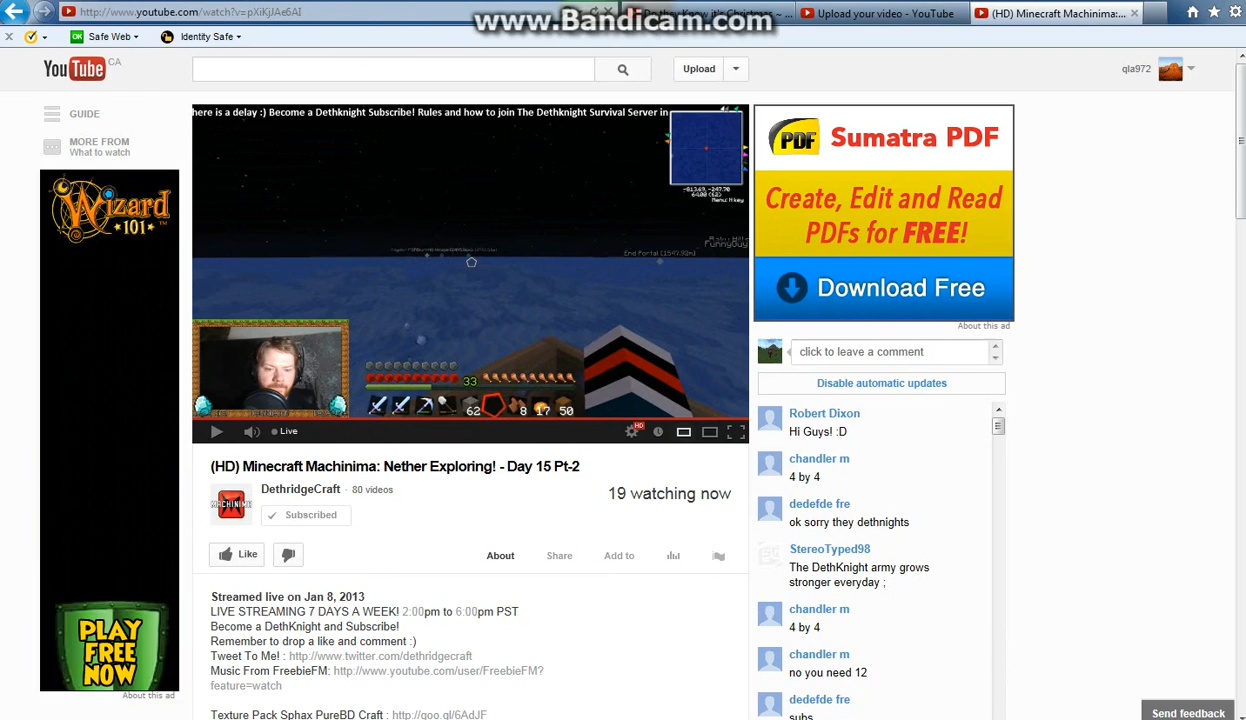 http://www.youtube.com/watch?v=pXiKjJAe6AI
www.Bandicam.com
Upload your video - YouTube
(HD) Minecraft Machinima:...
Safe Web
Identity Safe
YouTube CA
Upload
qla972
GUIDE
MORE FROM
What to watch
Wizard
101
PLAY
FREE
NOW
About this ad
here is a delay :) Become a Dethknight Subscribe! Rules and how to join The Dethknight Survival Server in
Menu: N key
FunnyGuy
33
62 8 17 50
Live
HD
(HD) Minecraft Machinima: Nether Exploring! - Day 15 Pt-2
MACHINIMA
DethridgeCraft · 80 videos
Subscribed
19 watching now
Like
About
Share
Add to
Streamed live on Jan 8, 2013
LIVE STREAMING 7 DAYS A WEEK! 2:00pm to 6:00pm PST
Become a DethKnight and Subscribe!
Remember to drop a like and comment :)
Tweet To Me! : http://www.twitter.com/dethridgecraft
Music From FreebieFM: http://www.youtube.com/user/FreebieFM?
feature=watch
Texture Pack Sphax PureBD Craft : http://goo.gl/6AdJF
PDF
Sumatra PDF
Create, Edit and Read
PDFs for FREE!
Download Free
About this ad
click to leave a comment
Disable automatic updates
Robert Dixon
Hi Guys! :D
chandler m
4 by 4
dedefde fre
ok sorry they dethnights
StereoTyped98
The DethKnight army grows
stronger everyday ;
chandler m
4 by 4
chandler m
no you need 12
dedefde fre
subs
Send feedback